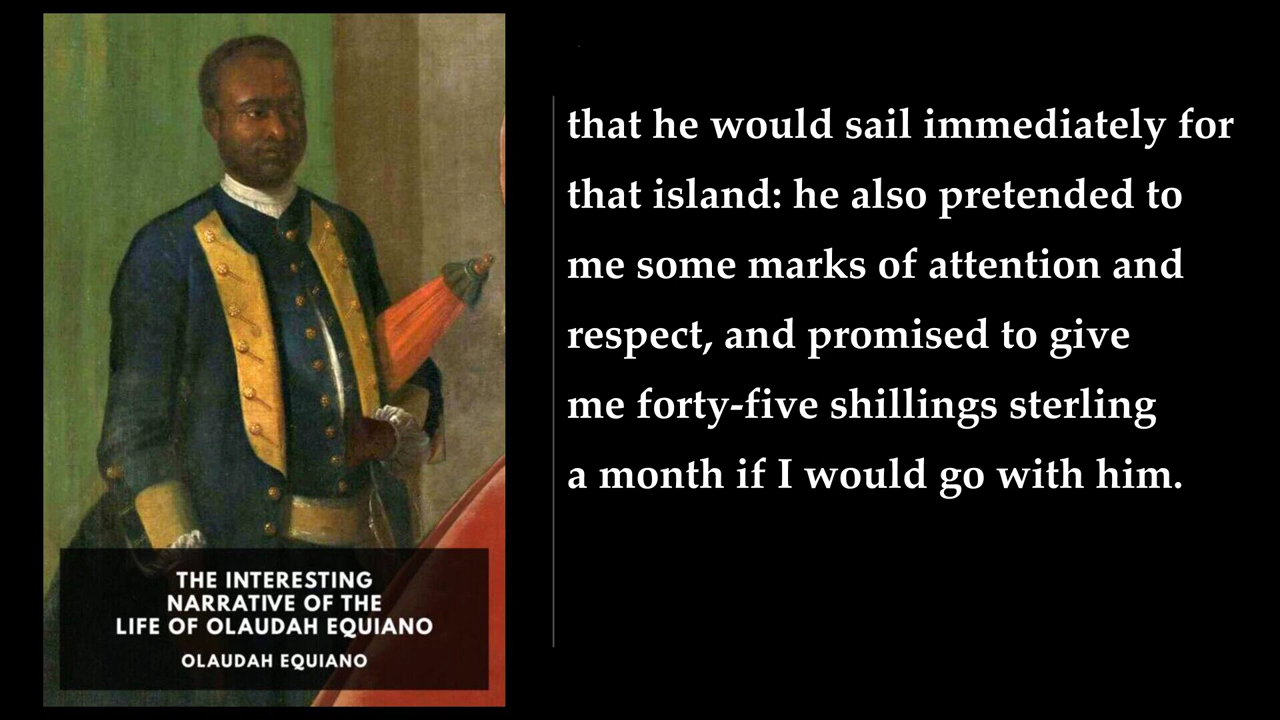 THE INTERESTING
NARRATIVE OF THE
LIFE OF OLAUDAH EQUIANO
OLAUDAH EQUIANO
that he would sail immediately for
that island: he also pretended to
me some marks of attention and
respect, and promised to give
me forty-five shillings sterling
a month if I would go with him.